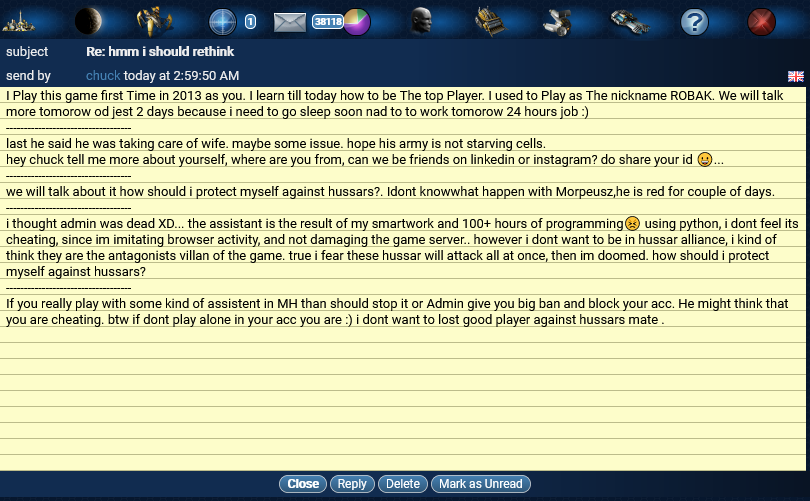 1
38118
?
subject Re: hmm i should rethink
send by chuck today at 2:59:50 AM
I Play this game first Time in 2013 as you. I learn till today how to be The top Player. I used to Play as The nickname ROBAK. We will talk
more tomorow od jest 2 days because i need to go sleep soon nad to to work tomorow 24 hours job :)
-----------------------------------
last he said he was taking care of wife. maybe some issue. hope his army is not starving cells.
hey chuck tell me more about yourself, where are you from, can we be friends on linkedin or instagram? do share your id 😀...
-----------------------------------
we will talk about it how should i protect myself against hussars?. Idont knowwhat happen with Morpeusz,he is red for couple of days.
-----------------------------------
i thought admin was dead XD... the assistant is the result of my smartwork and 100+ hours of programming😣 using python, i dont feel its
cheating, since im imitating browser activity, and not damaging the game server.. however i dont want to be in hussar alliance, i kind of
think they are the antagonists villan of the game. true i fear these hussar will attack all at once, then im doomed. how should i protect
myself against hussars?
-----------------------------------
If you really play with some kind of assistent in MH than should stop it or Admin give you big ban and block your acc. He might think that
you are cheating. btw if dont play alone in your acc you are :) i dont want to lost good player against hussars mate .
Close Reply Delete Mark as Unread